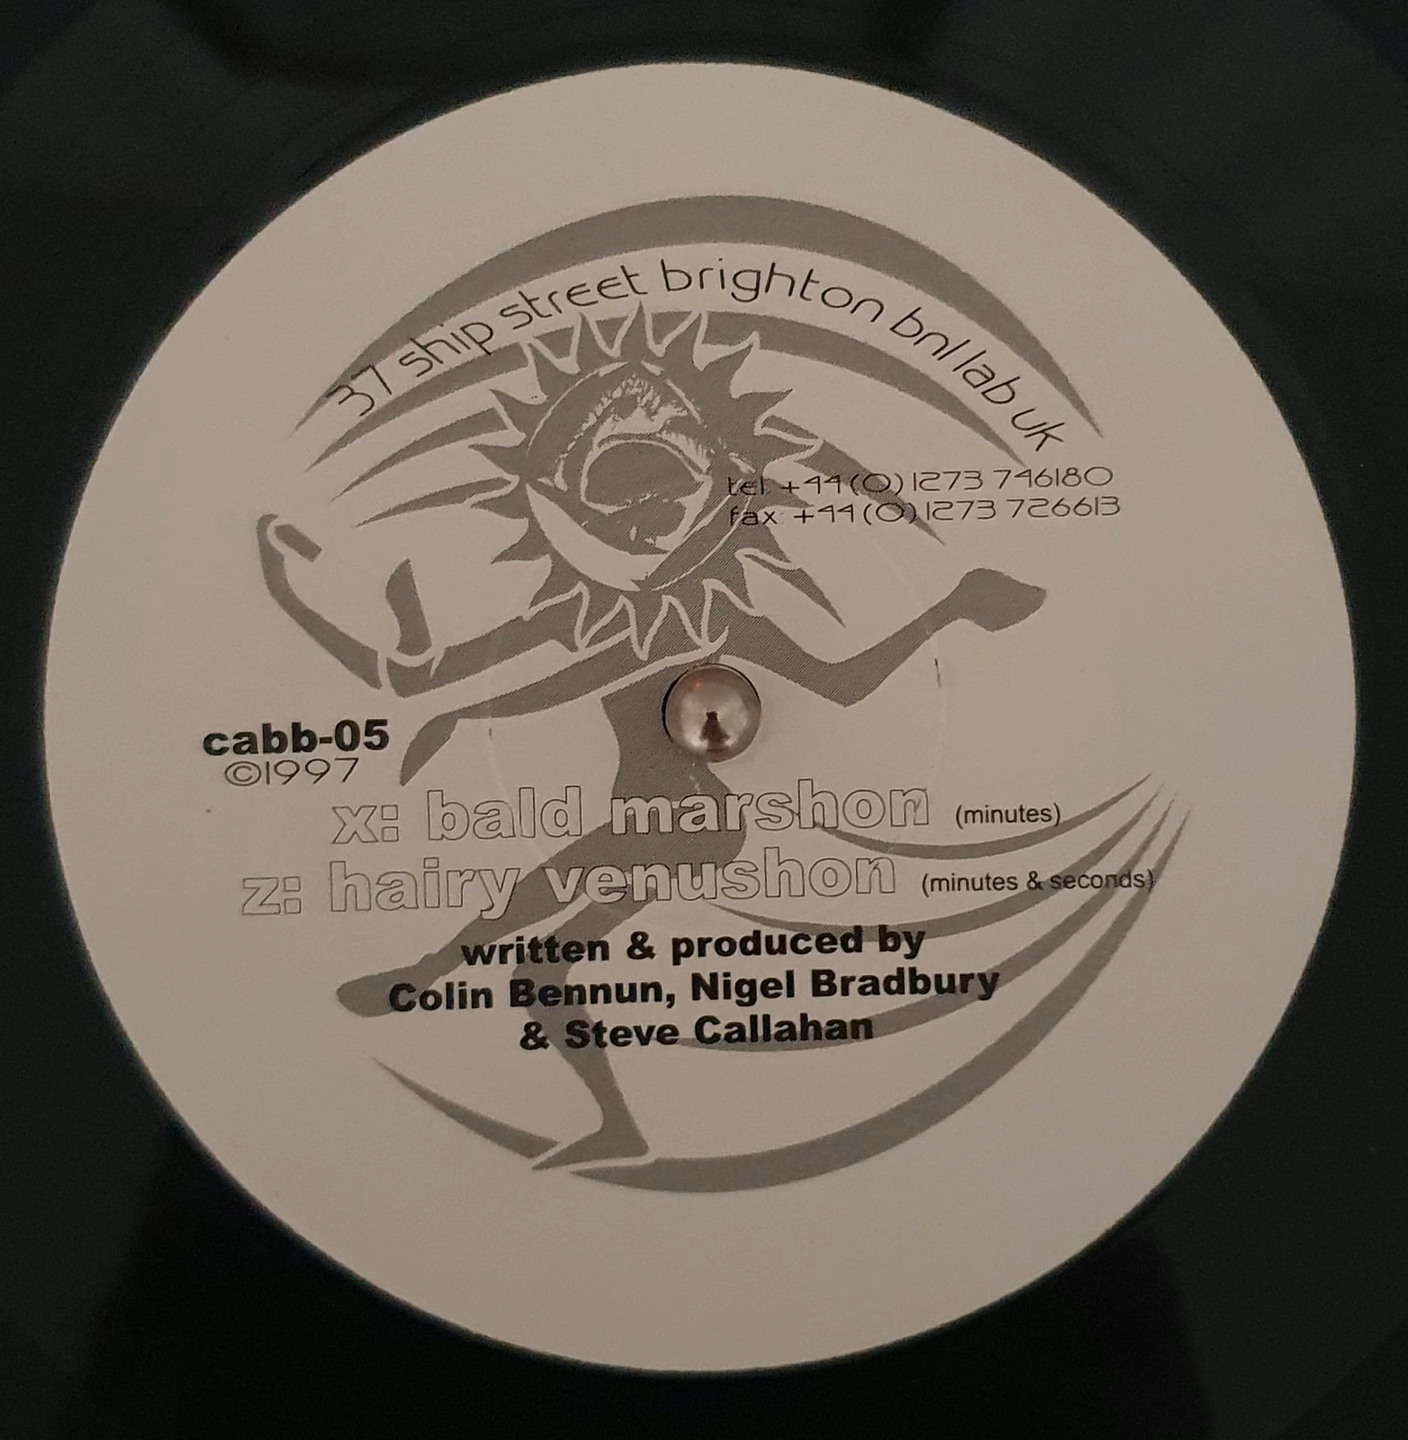 37 ship street brighton bn1 1ab uk
tel: +44 (0) 1273 746180
fax: +44 (0) 1273 726613
cabb-05
©1997
x: bald marshon (minutes)
z: hairy venushon (minutes & seconds)
written & produced by
Colin Bennun, Nigel Bradbury
& Steve Callahan